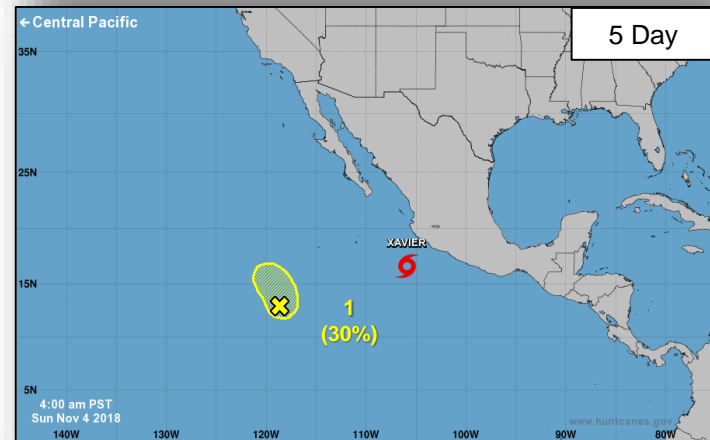 ←Central Pacific
5 Day
35N
25N
XAVIER
15N
1
(30%)
5N
4:00 am PST
Sun Nov 4 2018
www.hurricanes.gov
140W 130W 120W 110W 100W 90W 80W